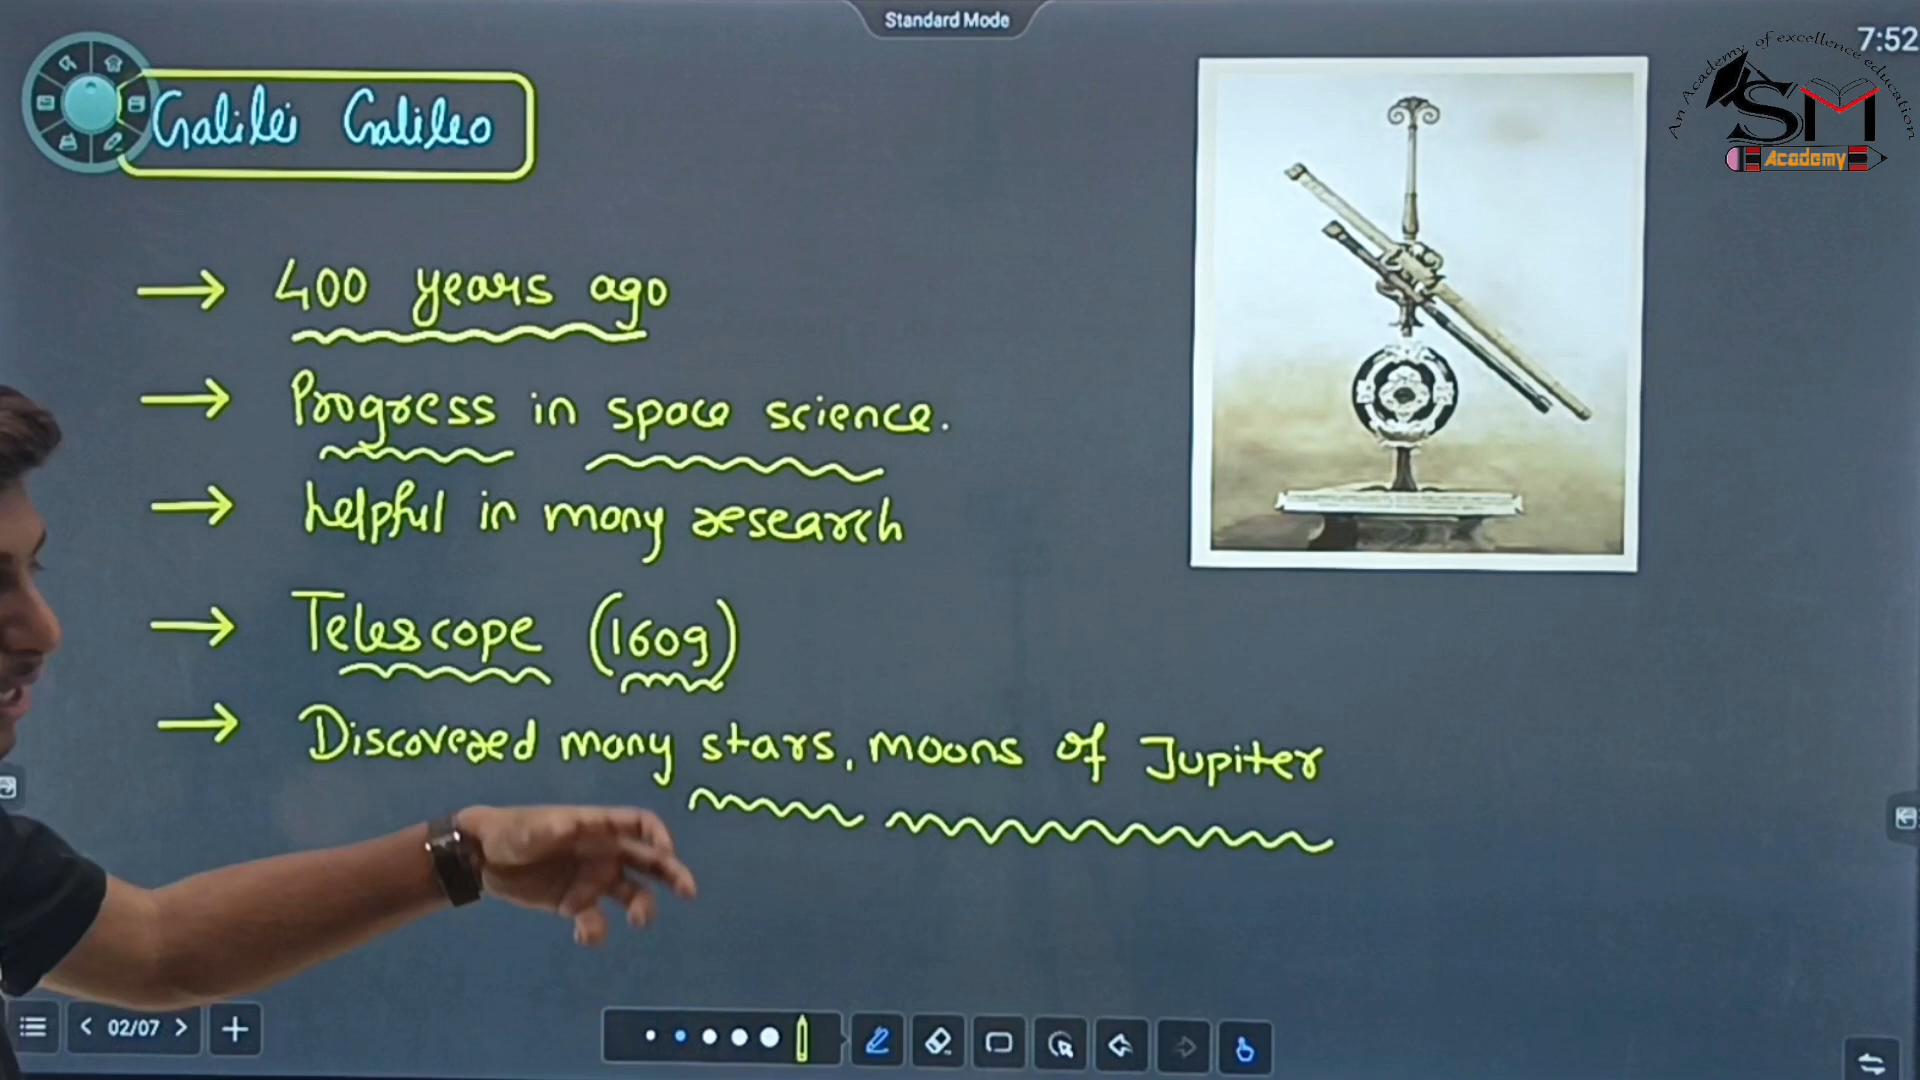 Standard Mode
7:52
An Academy of excellence education
SM
Academy
Galilei Galileo
→ 400 years ago
→ Progress in space science.
→ helpful in many research
→ Telescope (1609)
→ Discovered many stars, moons of Jupiter
02/07